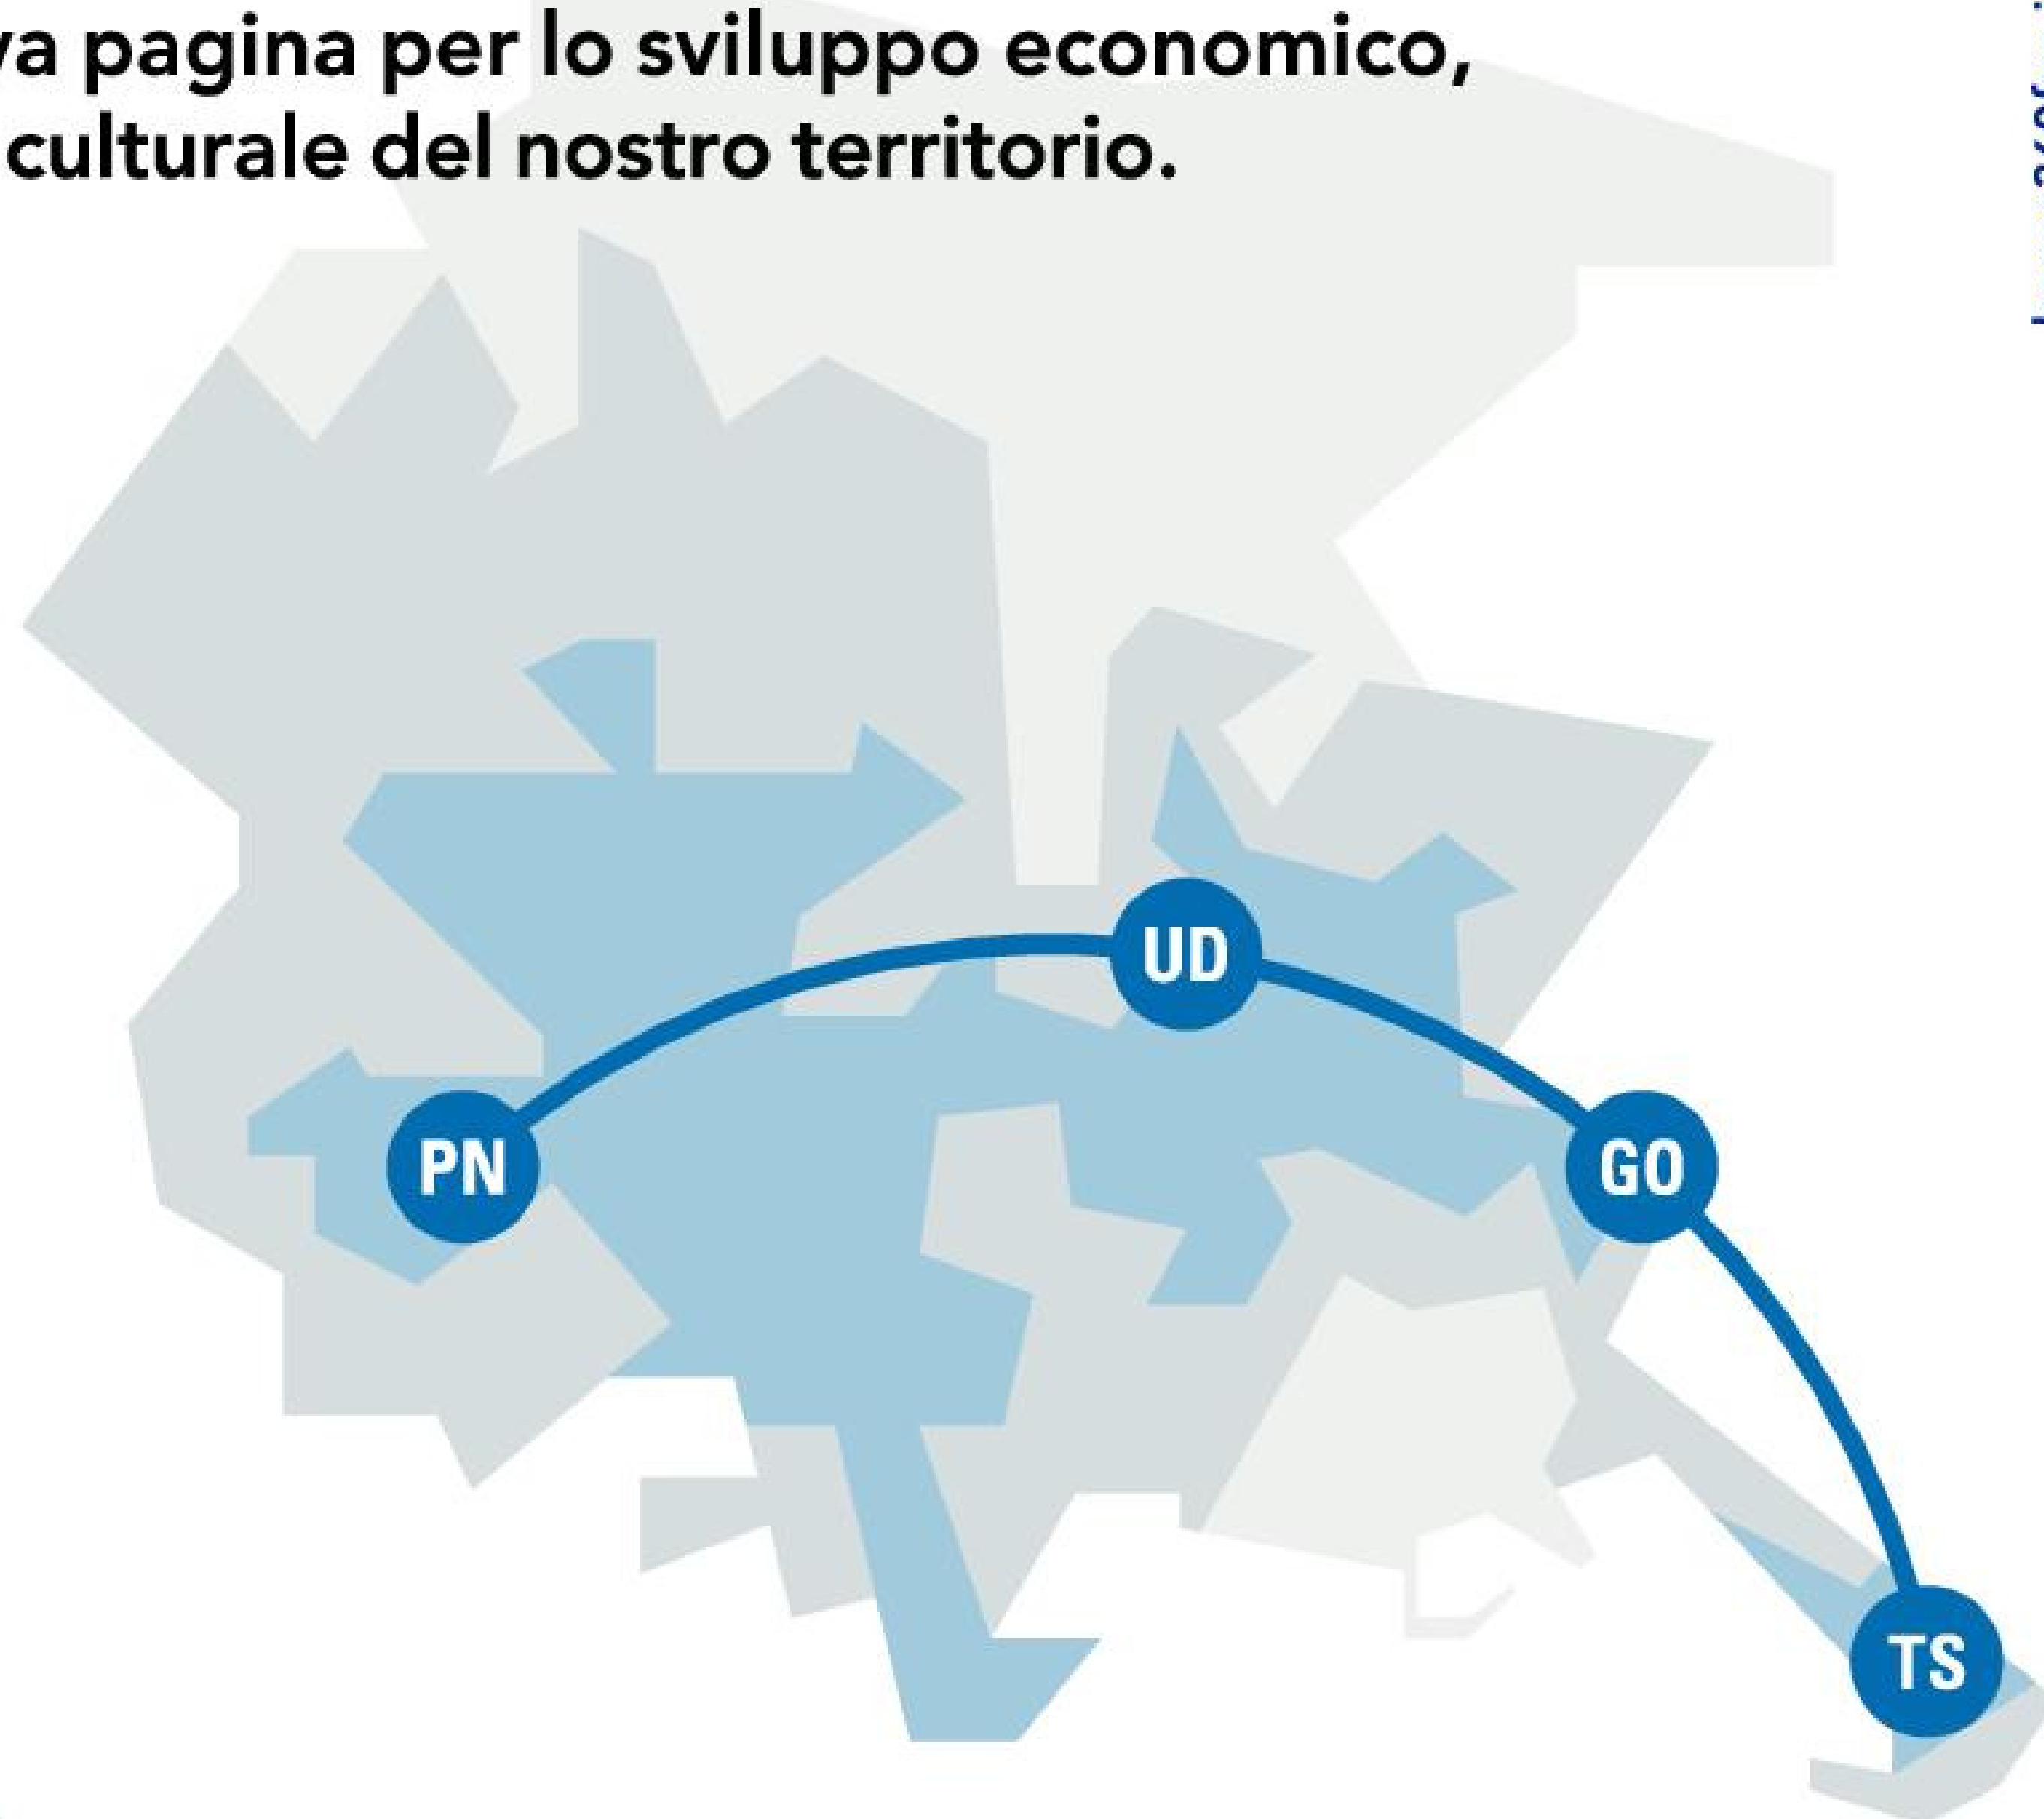 va pagina per lo sviluppo economico,
culturale del nostro territorio.
UD
PN
GO
TS